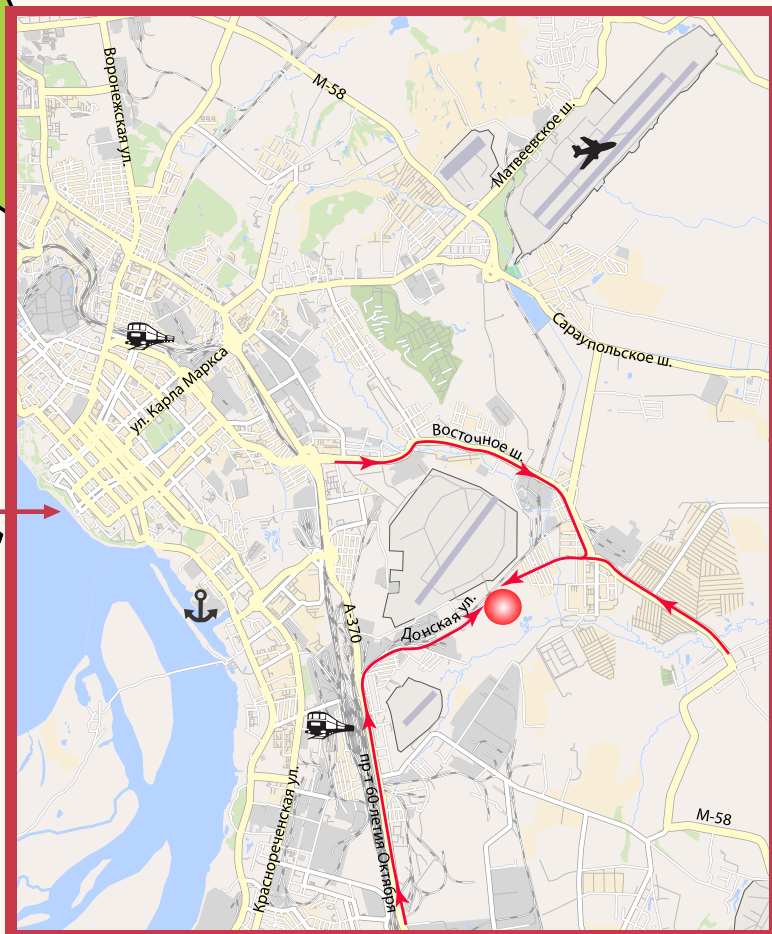 Воронежская ул.
М-58
Матвеевское ш.
Сараупольское ш.
ул. Карла Маркса
Восточное ш.
А-370
Донская ул.
пр-т 60-летия Октября
Краснореченская ул.
М-58